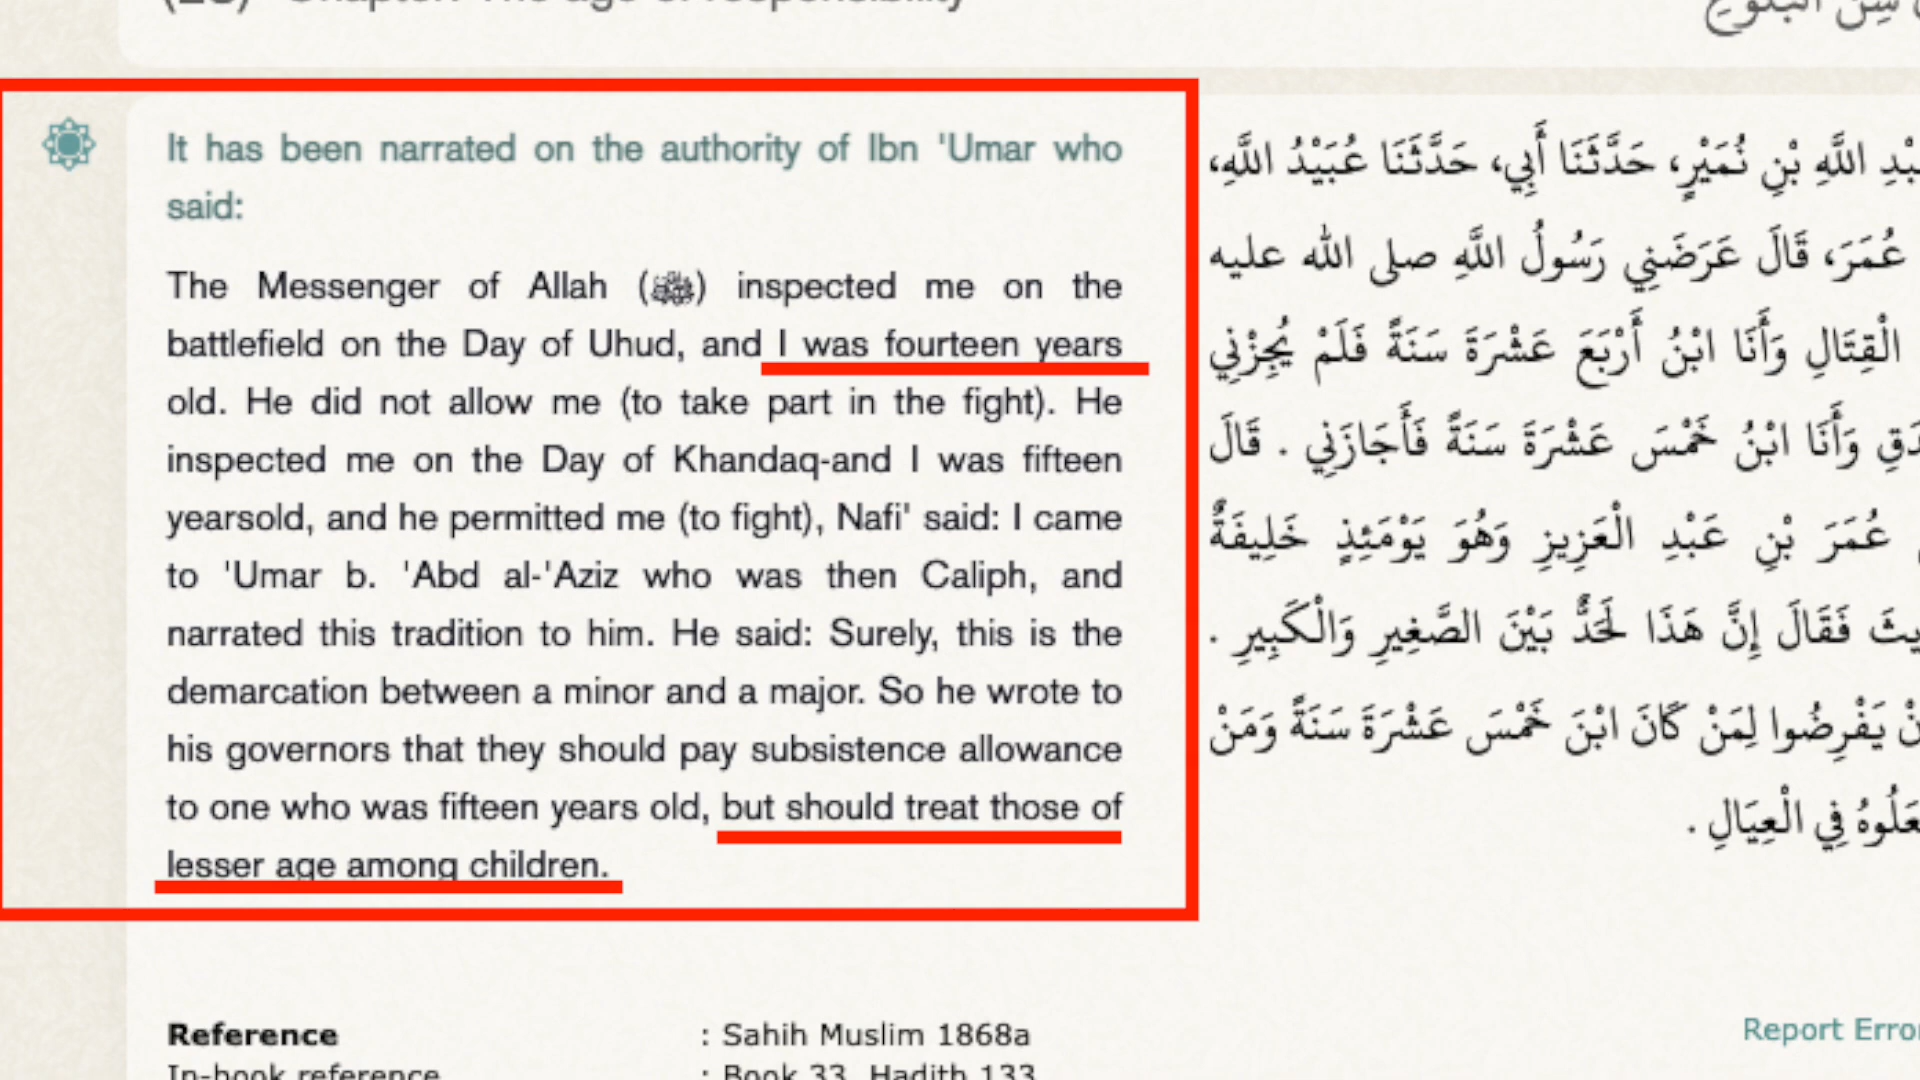 Chapter: The age of responsibility
سِنِّ الْبُلُوغِ
It has been narrated on the authority of Ibn 'Umar who
said:
The Messenger of Allah (ﷺ) inspected me on the
battlefield on the Day of Uhud, and I was fourteen years
old. He did not allow me (to take part in the fight). He
inspected me on the Day of Khandaq-and I was fifteen
yearsold, and he permitted me (to fight), Nafi' said: I came
to 'Umar b. 'Abd al-'Aziz who was then Caliph, and
narrated this tradition to him. He said: Surely, this is the
demarcation between a minor and a major. So he wrote to
his governors that they should pay subsistence allowance
to one who was fifteen years old, but should treat those of
lesser age among children.
اللَّهِ بْنِ نُمَيْرٍ، حَدَّثَنَا أَبِي، حَدَّثَنَا عُبَيْدُ اللَّهِ،
عُمَرَ، قَالَ عَرَضَنِي رَسُولُ اللَّهِ صلى الله عليه
الْقِتَالِ وَأَنَا ابْنُ أَرْبَعَ عَشْرَةَ سَنَةً فَلَمْ يُجِزْنِي
وَأَنَا ابْنُ خَمْسَ عَشْرَةَ سَنَةً فَأَجَازَنِي . قَالَ
عُمَرَ بْنِ عَبْدِ الْعَزِيزِ وَهُوَ يَوْمَئِذٍ خَلِيفَةٌ
فَقَالَ إِنَّ هَذَا لَحَدٌّ بَيْنَ الصَّغِيرِ وَالْكَبِيرِ .
يَفْرِضُوا لِمَنْ كَانَ ابْنَ خَمْسَ عَشْرَةَ سَنَةً وَمَنْ
فِي الْعِيَالِ .
Reference : Sahih Muslim 1868a
In-book reference : Book 33, Hadith 133
Report Error